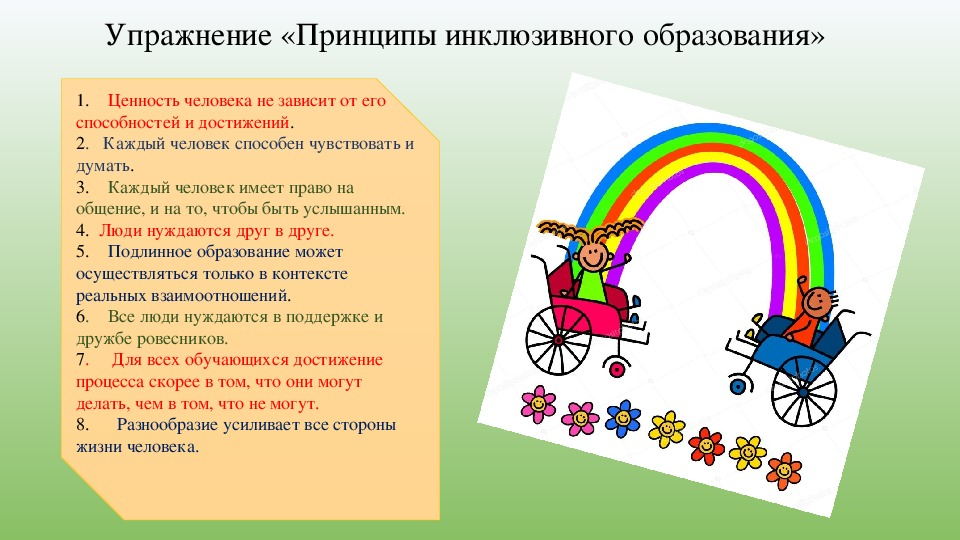 Упражнение «Принципы инклюзивного образования»
1. Ценность человека не зависит от его
способностей и достижений.
2. Каждый человек способен чувствовать и
думать.
3. Каждый человек имеет право на
общение, и на то, чтобы быть услышанным.
4. Люди нуждаются друг в друге.
5. Подлинное образование может
осуществляться только в контексте
реальных взаимоотношений.
6. Все люди нуждаются в поддержке и
дружбе ровесников.
7. Для всех обучающихся достижение
процесса скорее в том, что они могут
делать, чем в том, что не могут.
8. Разнообразие усиливает все стороны
жизни человека.